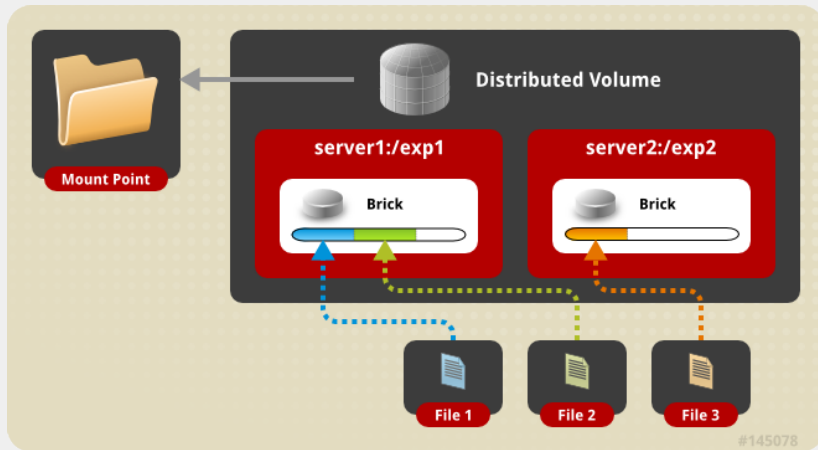 Distributed Volume
Mount Point
server1:/exp1
server2:/exp2
Brick
Brick
File 1
File 2
File 3
#145078